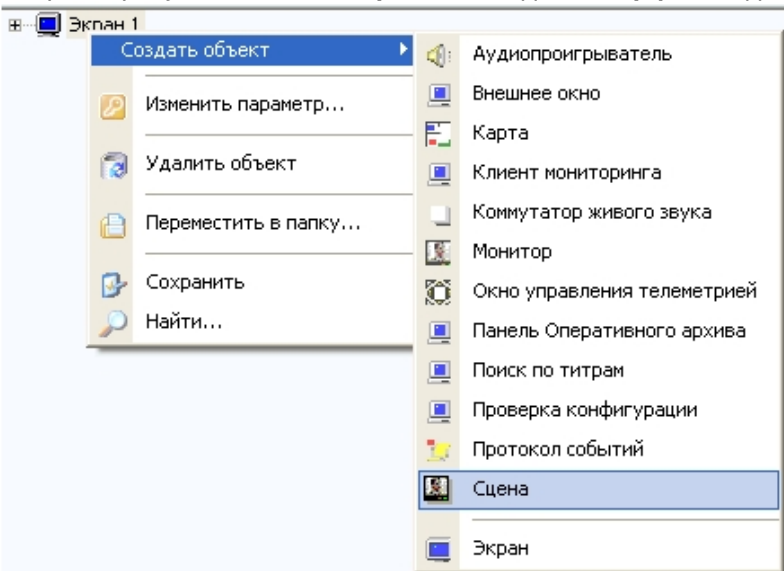 Экран 1
Создать объект
Изменить параметр...
Удалить объект
Переместить в папку...
Сохранить
Найти...
Аудиопроигрыватель
Внешнее окно
Карта
Клиент мониторинга
Коммутатор живого звука
Монитор
Окно управления телеметрией
Панель Оперативного архива
Поиск по титрам
Проверка конфигурации
Протокол событий
Сцена
Экран